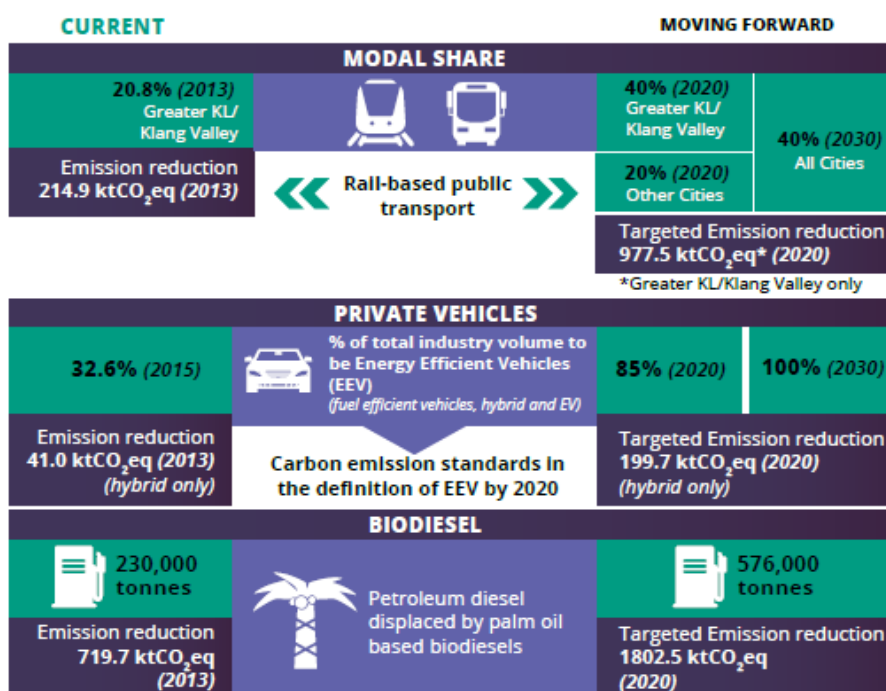 CURRENT
MOVING FORWARD
MODAL SHARE
20.8% (2013)
Greater KL/
Klang Valley
Emission reduction
214.9 ktCO₂eq (2013)
Rail-based public
transport
40% (2020)
Greater KL/
Klang Valley
20% (2020)
Other Cities
40% (2030)
All Cities
Targeted Emission reduction
977.5 ktCO₂eq* (2020)
*Greater KL/Klang Valley only
PRIVATE VEHICLES
32.6% (2015)
Emission reduction
41.0 ktCO₂eq (2013)
(hybrid only)
% of total industry volume to
be Energy Efficient Vehicles
(EEV)
(fuel efficient vehicles, hybrid and EV)
Carbon emission standards in
the definition of EEV by 2020
85% (2020)
100% (2030)
Targeted Emission reduction
199.7 ktCO₂eq (2020)
(hybrid only)
BIODIESEL
230,000
tonnes
Emission reduction
719.7 ktCO₂eq
(2013)
Petroleum diesel
displaced by palm oil
based biodiesels
576,000
tonnes
Targeted Emission reduction
1802.5 ktCO₂eq
(2020)